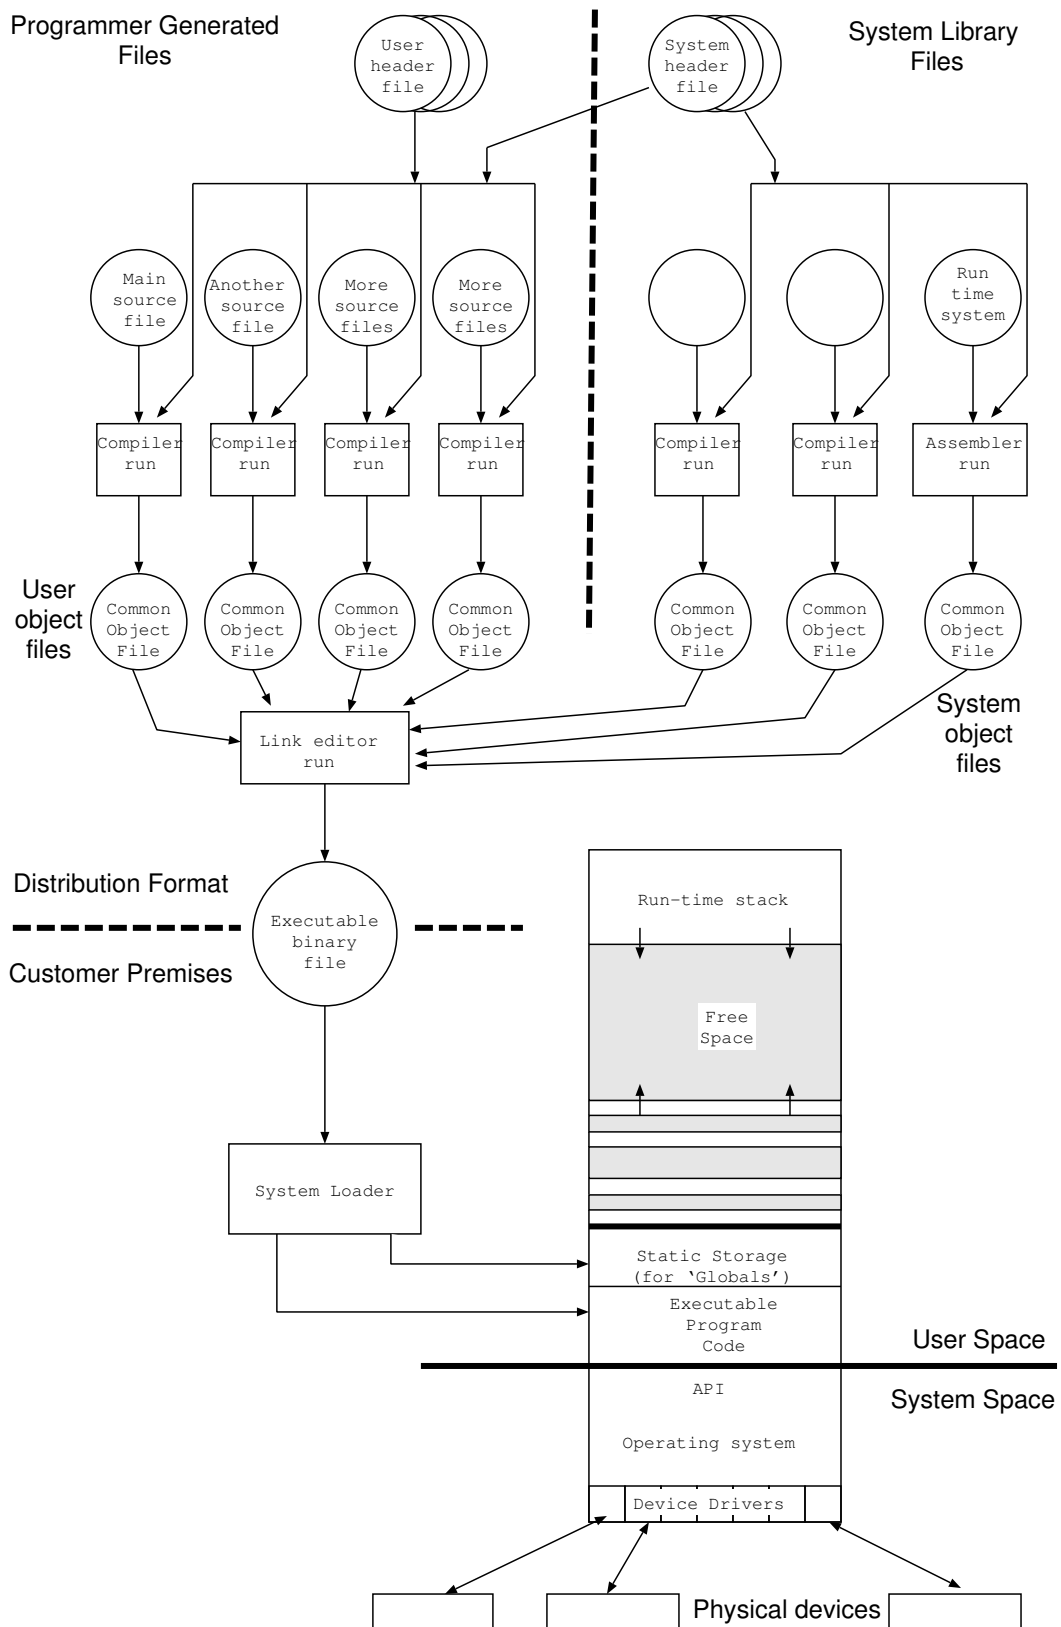 Programmer Generated
Files
User
header
file
System
header
file
System Library
Files
Main
source
file
Another
source
file
More
source
files
More
source
files
Run
time
system
Compiler
run
Compiler
run
Compiler
run
Compiler
run
Compiler
run
Compiler
run
Assembler
run
User
object
files
Common
Object
File
Common
Object
File
Common
Object
File
Common
Object
File
Common
Object
File
Common
Object
File
Common
Object
File
System
object
files
Link editor
run
Distribution Format
Customer Premises
Executable
binary
file
Run-time stack
Free
Space
System Loader
Static Storage
(for ‘Globals’)
Executable
Program
Code
User Space
System Space
API
Operating system
Device Drivers
Physical devices